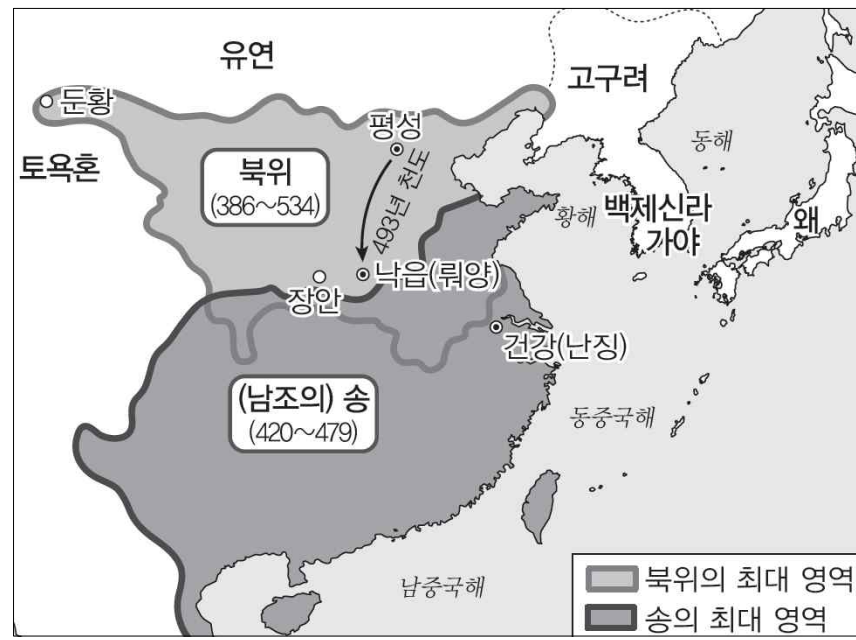 유연
고구려
둔황
평성
동해
토욕혼
북위
(386～534)
493년 천도
백제신라
가야
왜
황해
낙읍(뤄양)
장안
건강(난징)
(남조의) 송
(420～479)
동중국해
남중국해
북위의 최대 영역
송의 최대 영역